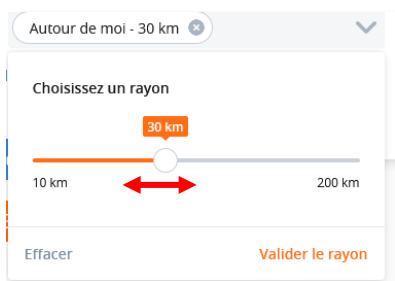 Autour de moi - 30 km
Choisissez un rayon
30 km
10 km 200 km
Effacer Valider le rayon